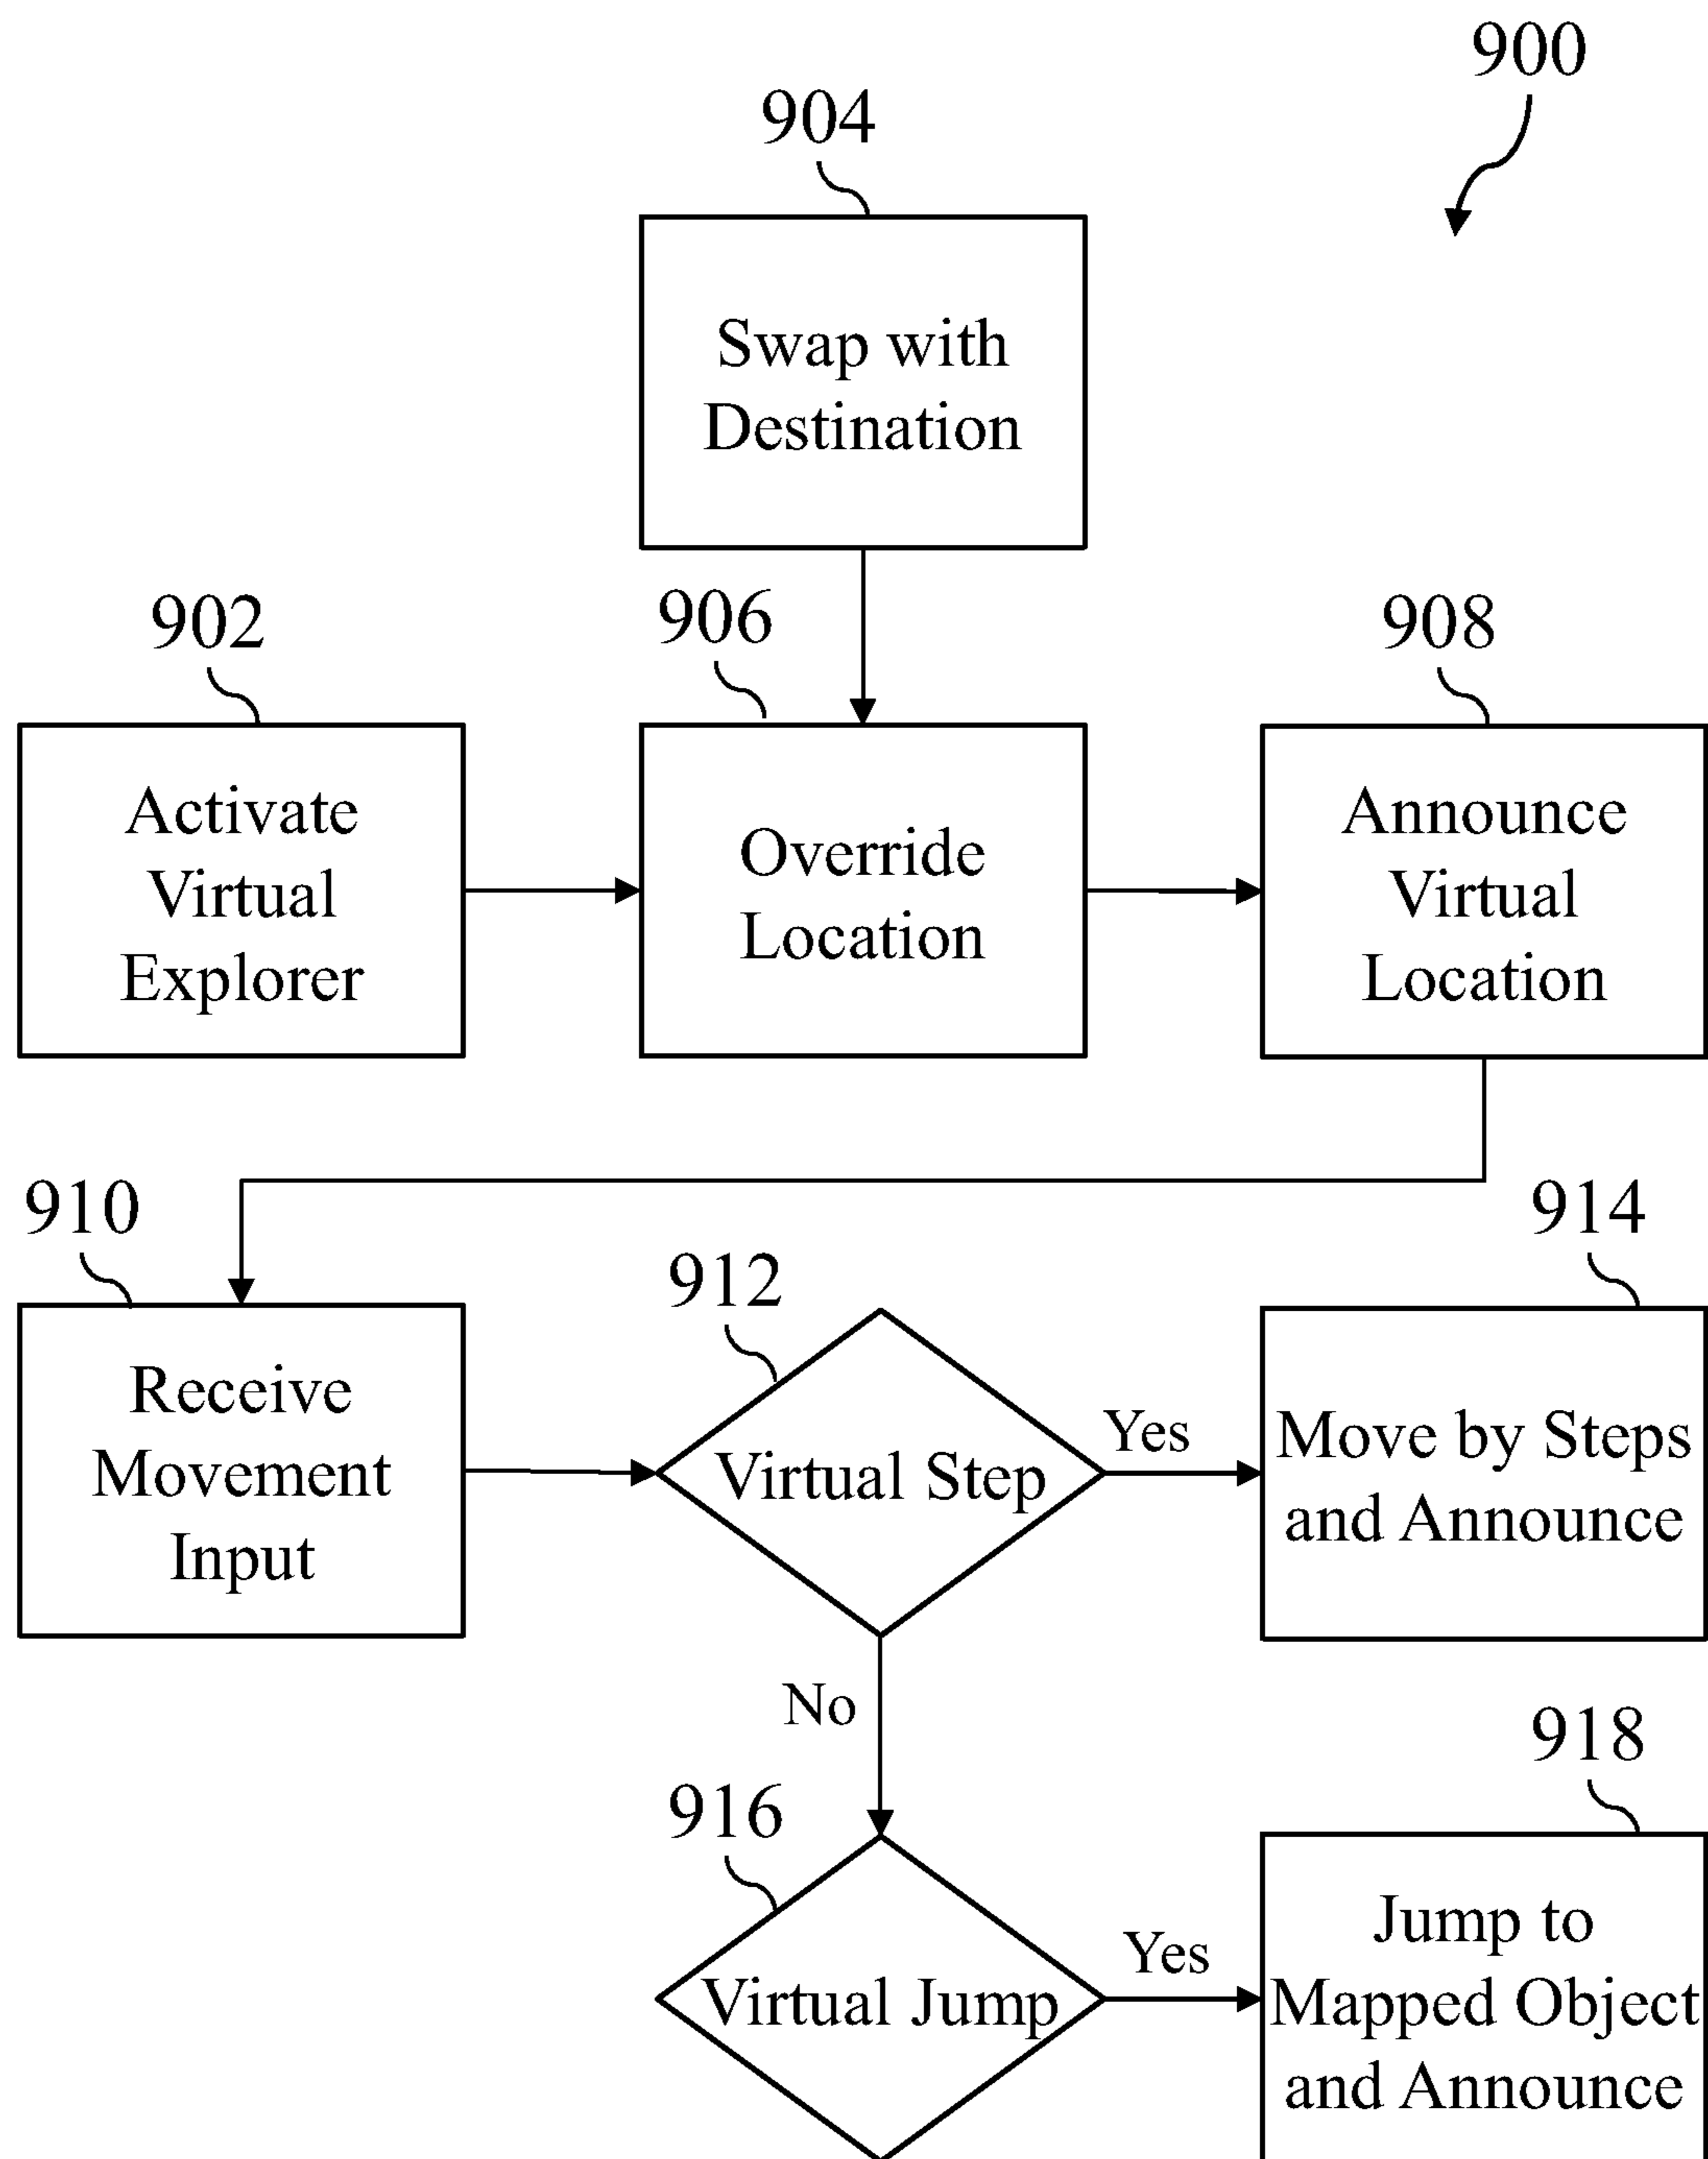 900
904
Swap with
Destination
902
906
908
Activate
Virtual
Explorer
Override
Location
Announce
Virtual
Location
910
912
914
Receive
Movement
Input
Virtual Step
Yes
Move by Steps
and Announce
No
916
918
Virtual Jump
Yes
Jump to
Mapped Object
and Announce